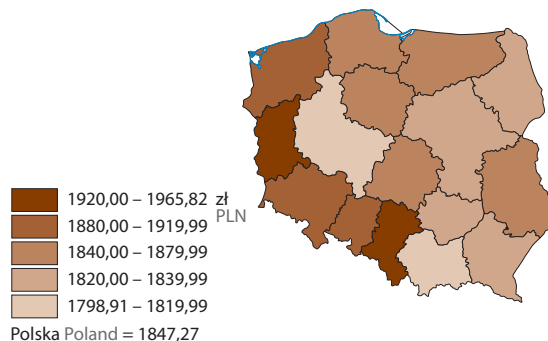 1920,00 – 1965,82 zł
PLN
1880,00 – 1919,99
1840,00 – 1879,99
1820,00 – 1839,99
1798,91 – 1819,99
Polska Poland = 1847,27